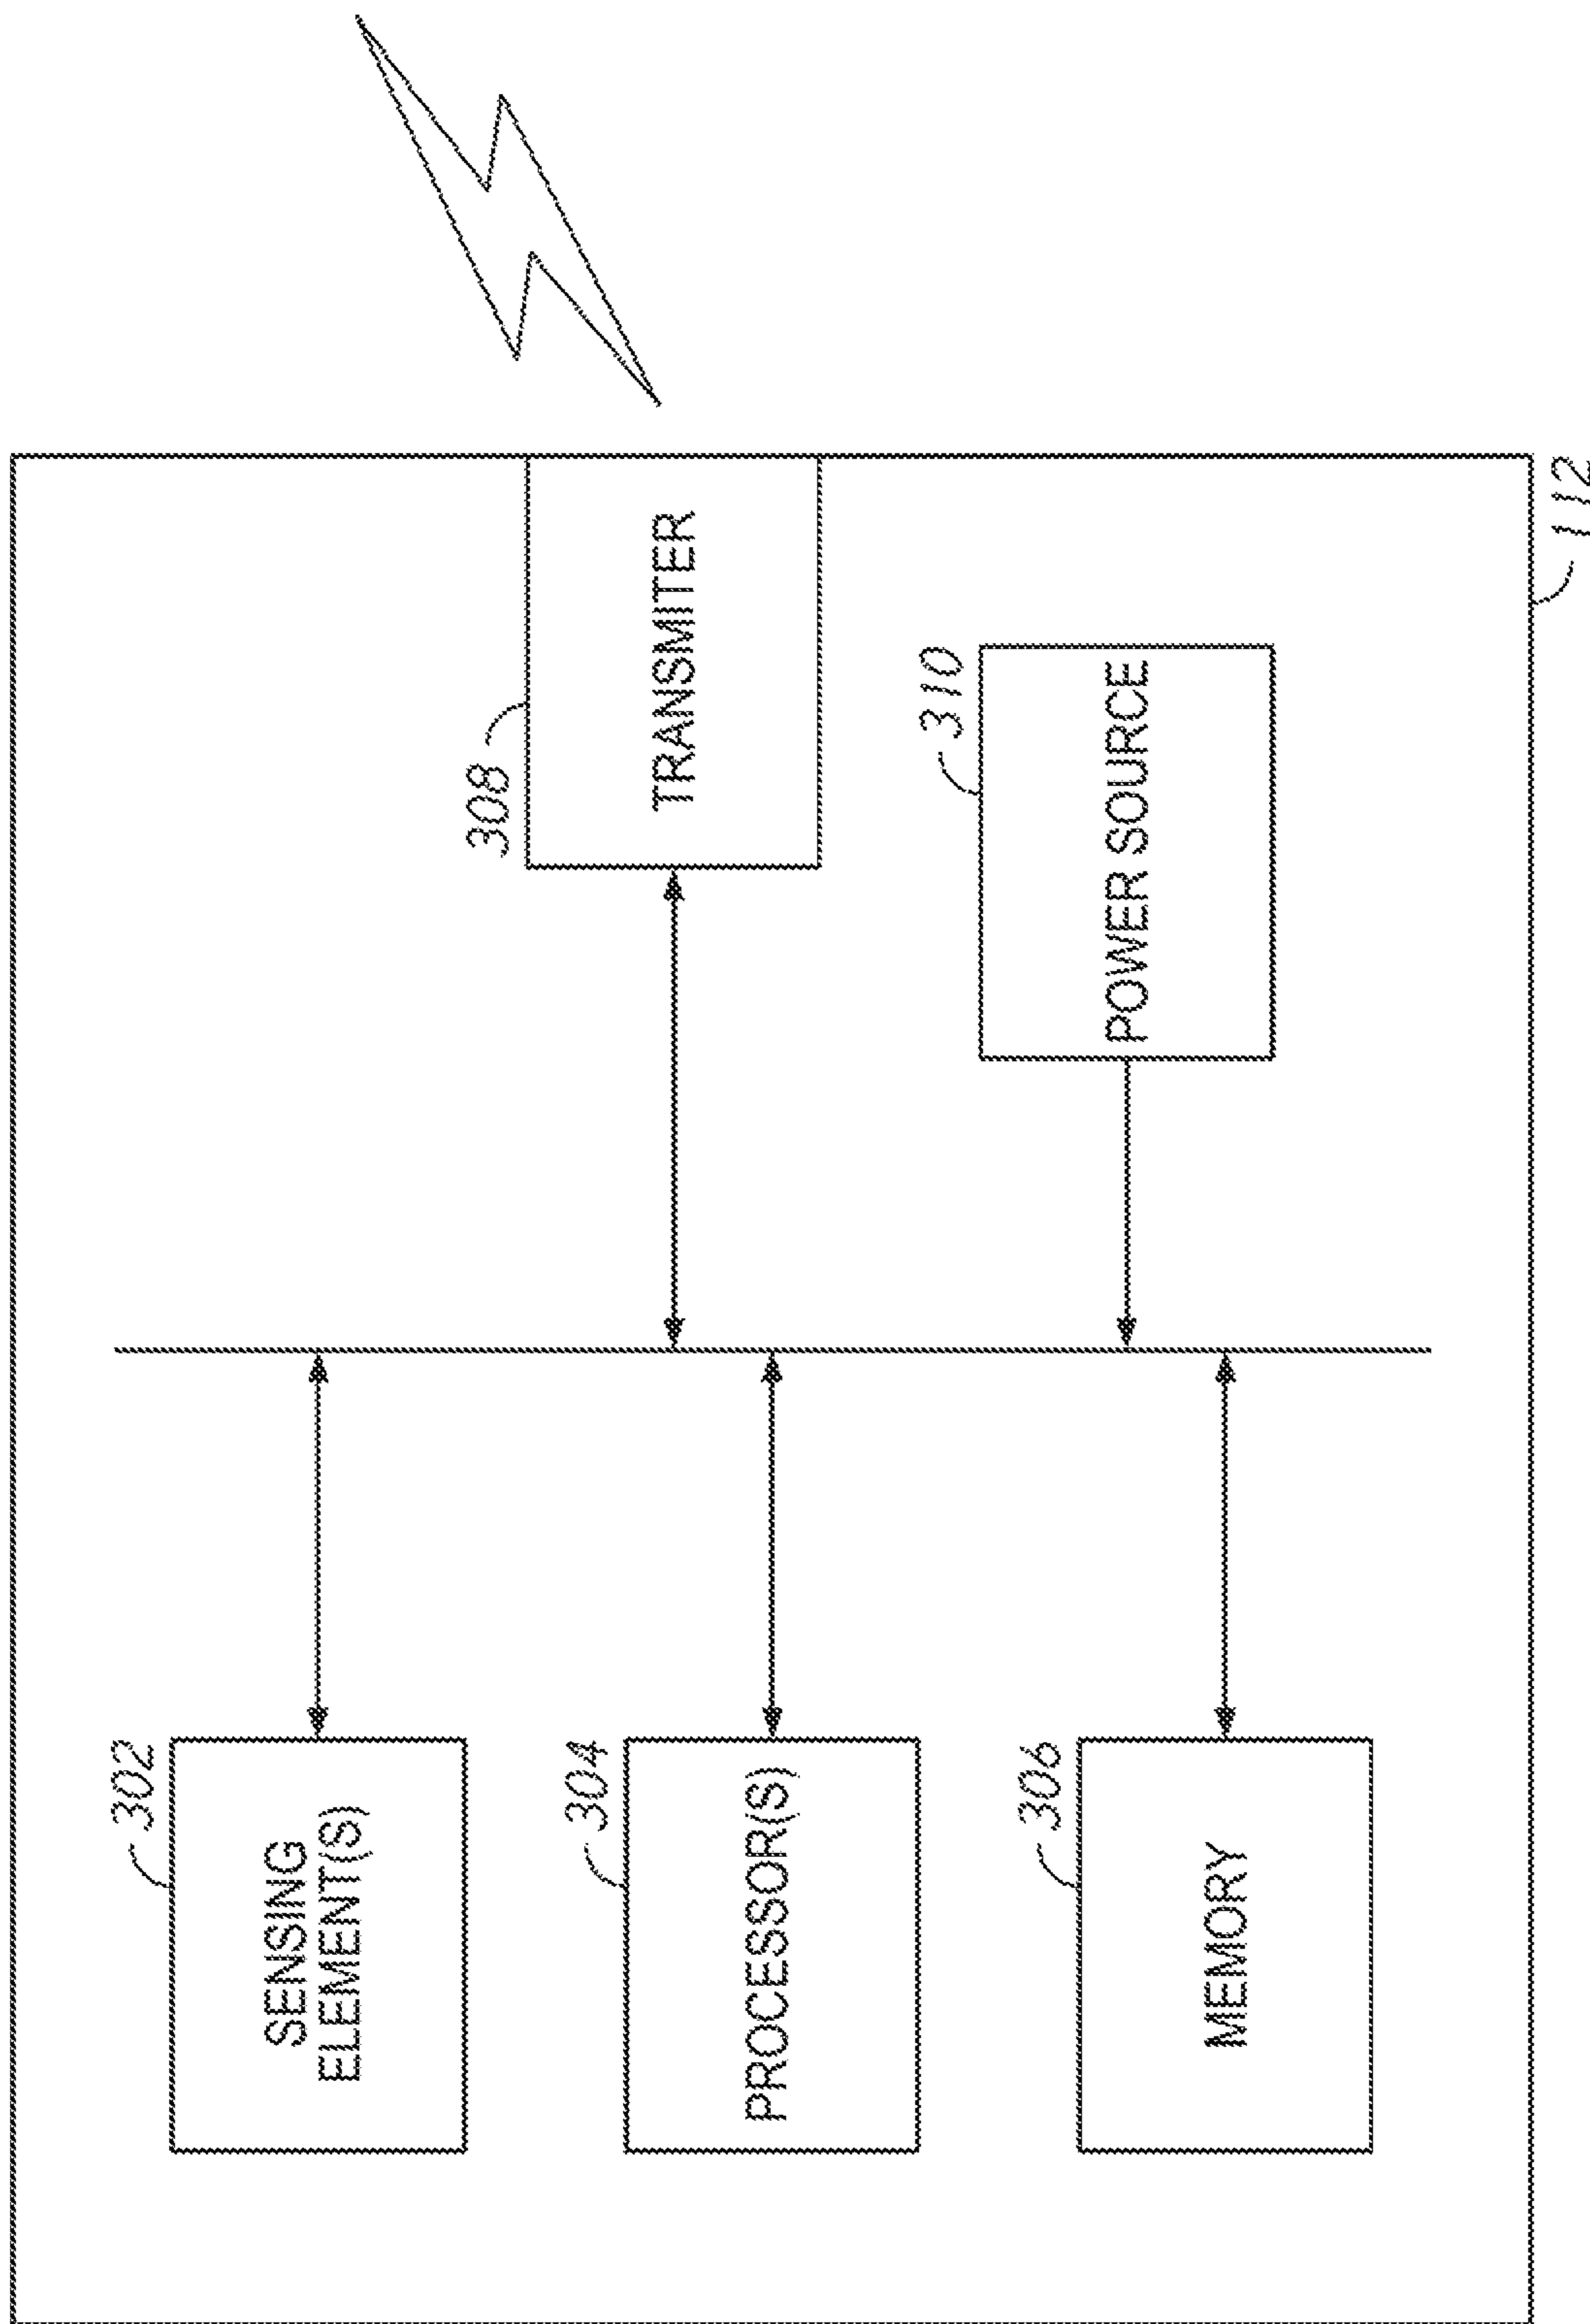 302
SENSING
ELEMENT(S)
304
PROCESSOR(S)
306
MEMORY
308
TRANSMITER
310
POWER SOURCE
112